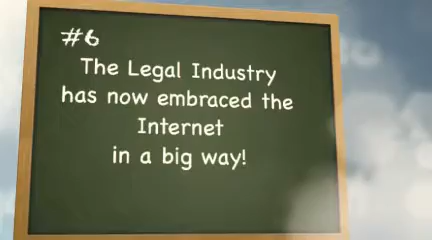 #6
The Legal Industry
has now embraced the
Internet
in a big way!